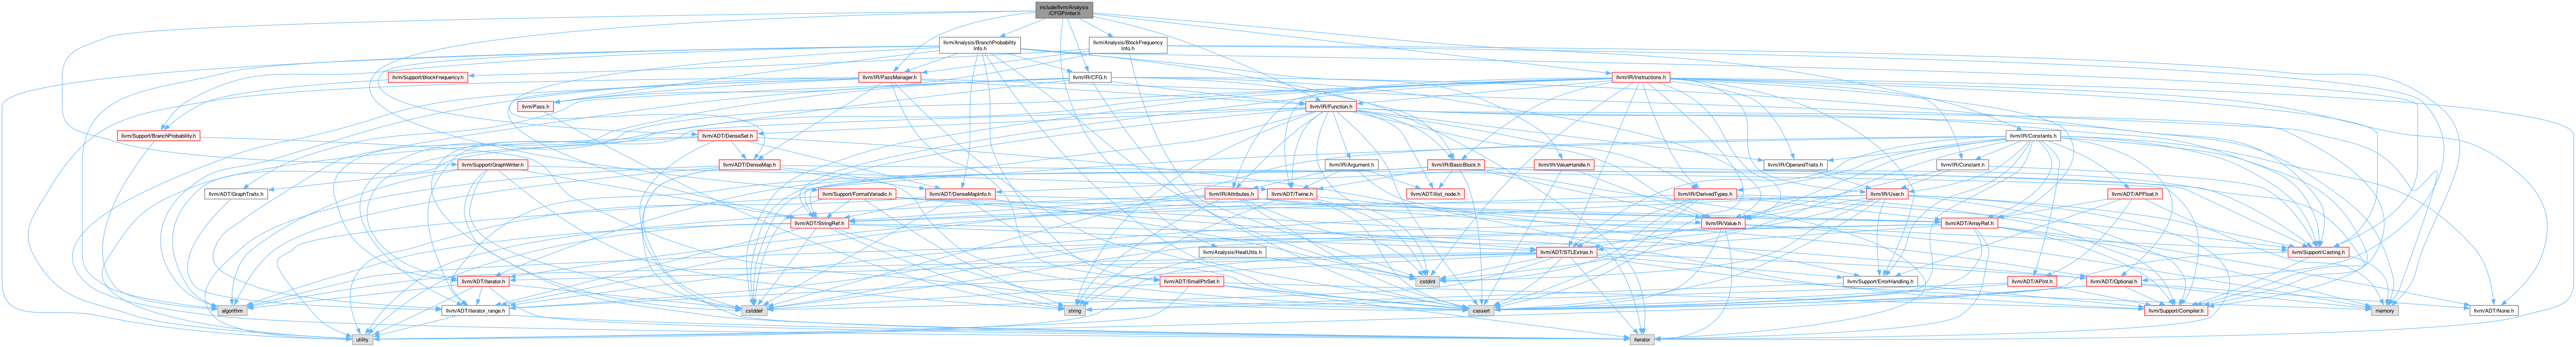 include/llvm/Analysis
/CFGPrinter.h
llvm/Analysis/BranchProbability
Info.h
llvm/Analysis/BlockFrequency
Info.h
llvm/Support/BlockFrequency.h
llvm/IR/PassManager.h
llvm/IR/CFG.h
llvm/IR/Instructions.h
llvm/Pass.h
llvm/IR/Function.h
llvm/Support/BranchProbability.h
llvm/ADT/DenseSet.h
llvm/IR/Constants.h
llvm/Support/GraphWriter.h
llvm/ADT/DenseMap.h
llvm/IR/Argument.h
llvm/IR/BasicBlock.h
llvm/IR/ValueHandle.h
llvm/IR/OperandTraits.h
llvm/IR/Constant.h
llvm/ADT/GraphTraits.h
llvm/Support/FormatVariadic.h
llvm/ADT/DenseMapInfo.h
llvm/IR/Attributes.h
llvm/ADT/Twine.h
llvm/ADT/ilist_node.h
llvm/IR/DerivedTypes.h
llvm/IR/User.h
llvm/ADT/APFloat.h
llvm/ADT/StringRef.h
llvm/IR/Value.h
llvm/ADT/ArrayRef.h
llvm/Analysis/HeatUtils.h
llvm/ADT/STLExtras.h
llvm/Support/Casting.h
llvm/ADT/iterator.h
llvm/ADT/SmallPtrSet.h
cstdint
llvm/Support/ErrorHandling.h
llvm/ADT/APInt.h
llvm/ADT/Optional.h
algorithm
llvm/ADT/iterator_range.h
cstddef
string
cassert
llvm/Support/Compiler.h
memory
llvm/ADT/None.h
utility
iterator